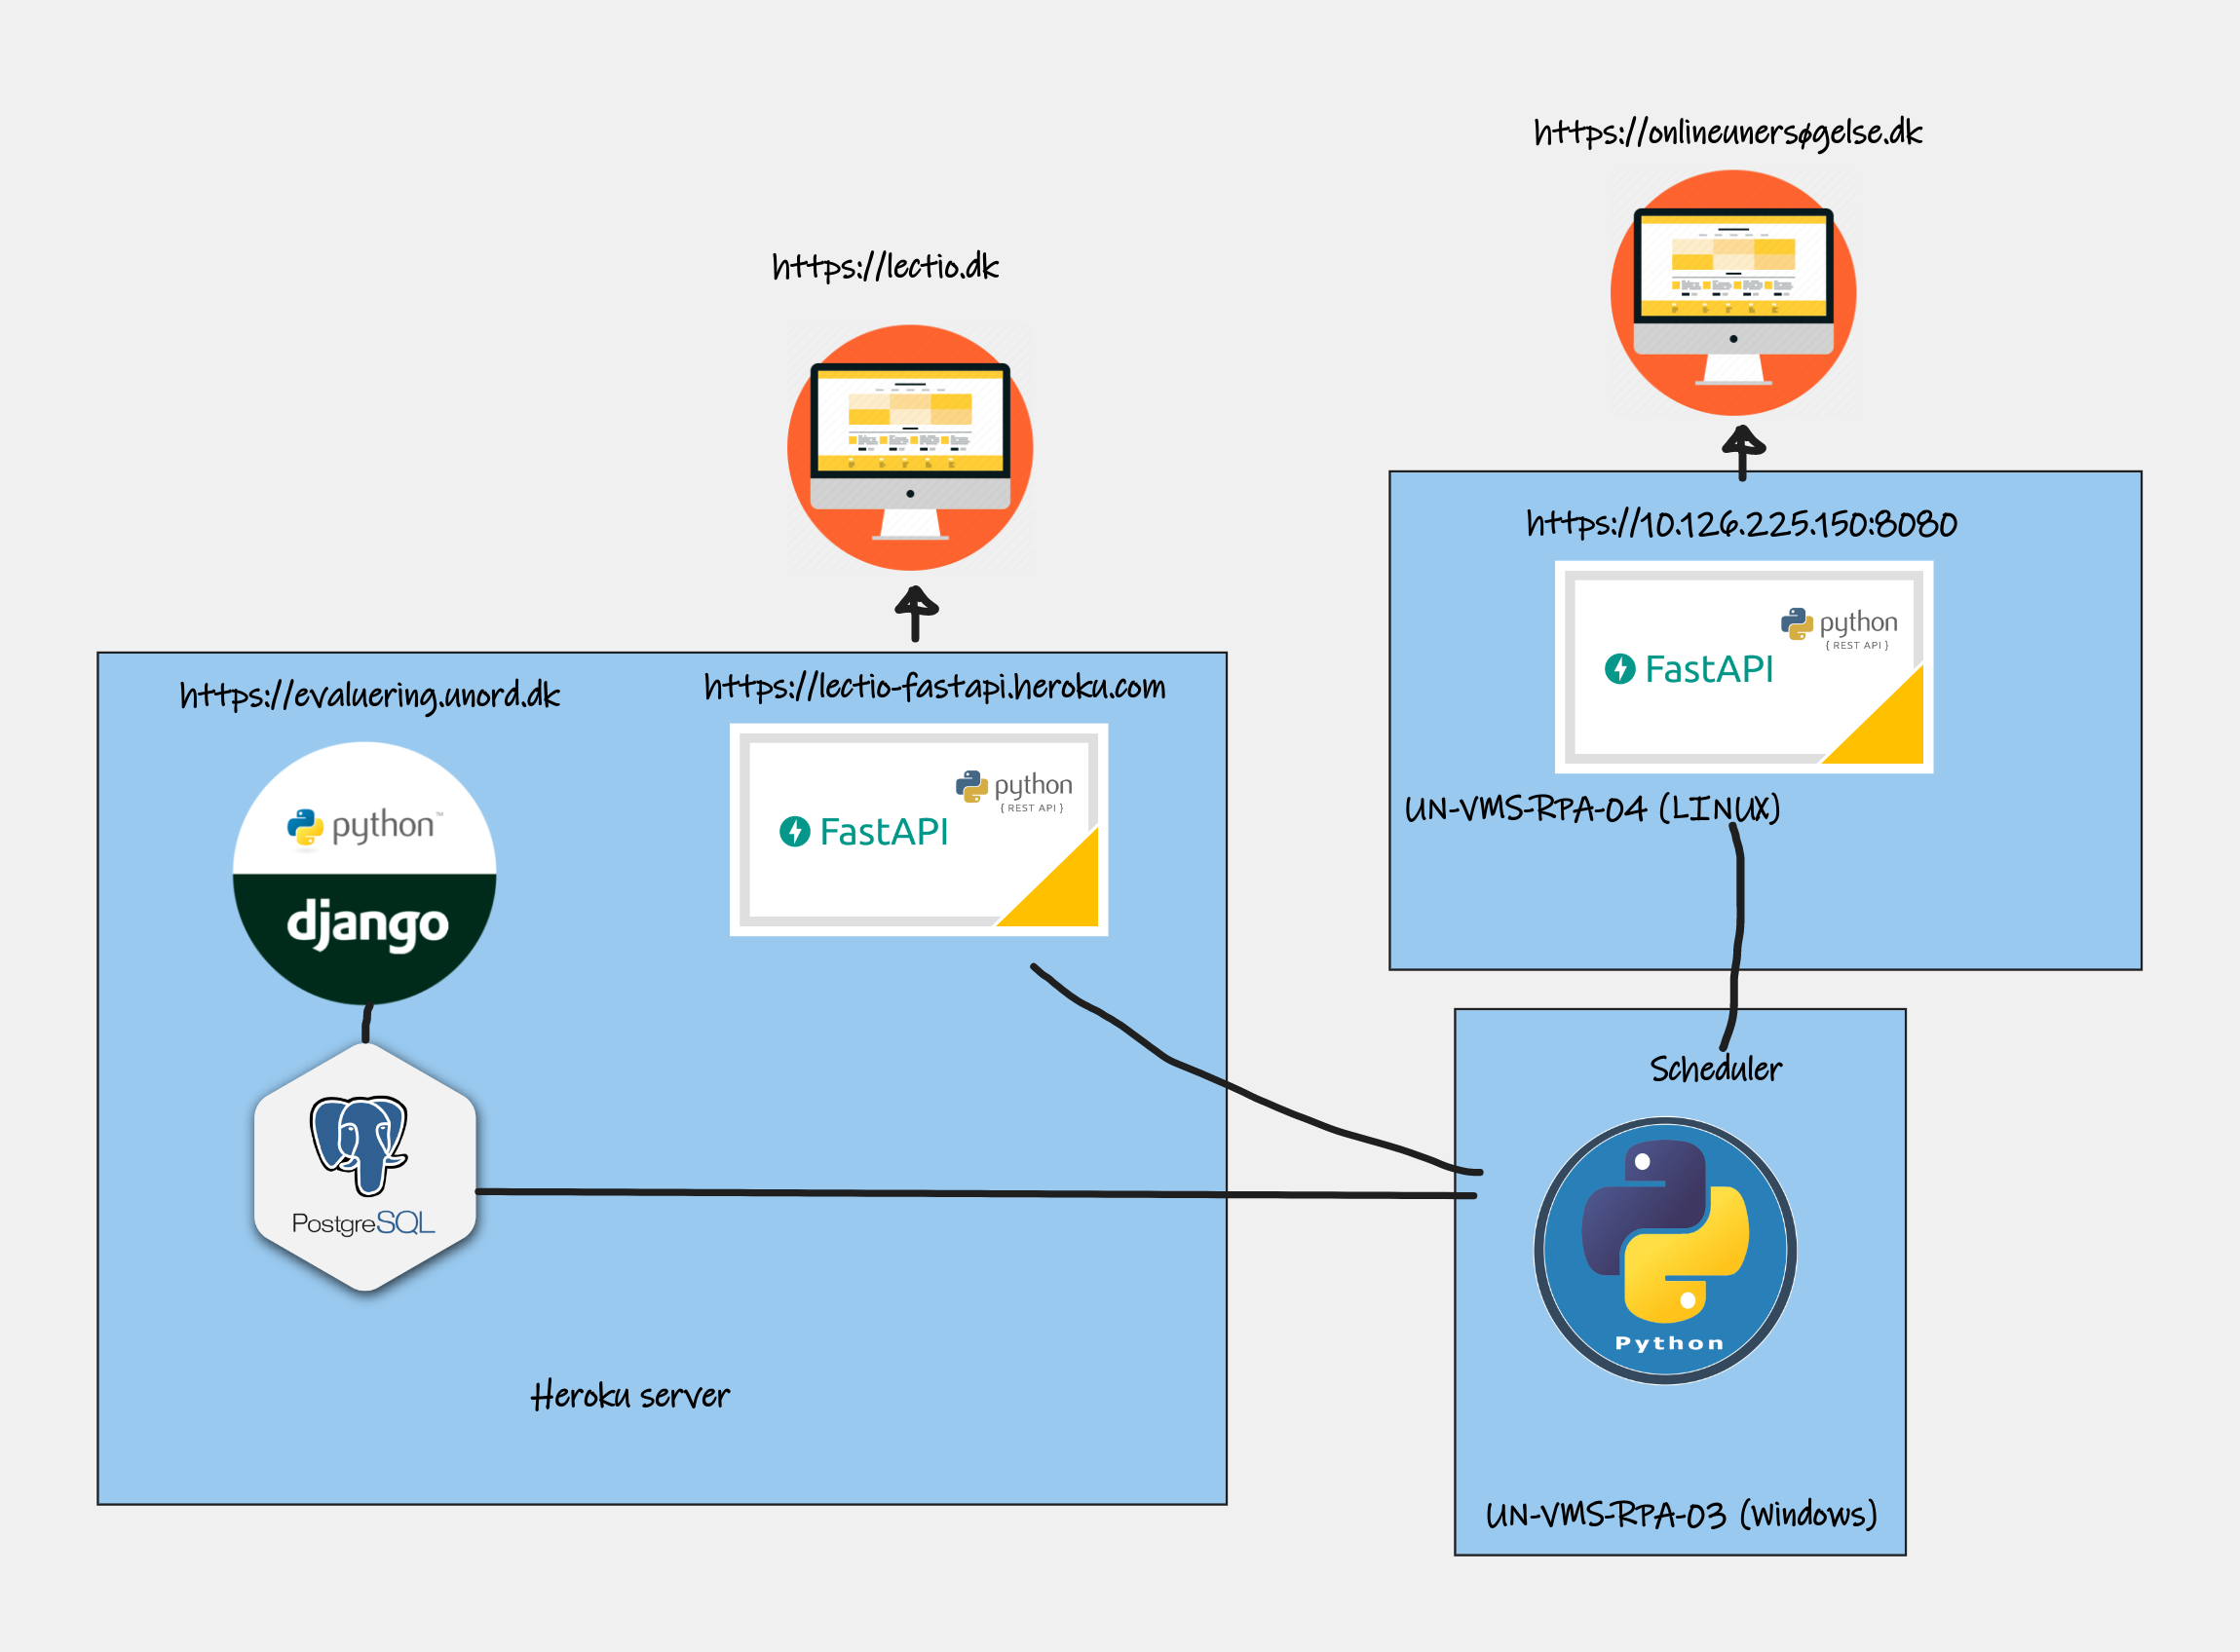 https://onlineunersøgelse.dk
https://lectio.dk
https://10.126.225.150:8080
python
{ REST API }
FastAPI
UN-VMS-RPA-04 (LINUX)
https://evaluering.unord.dk
https://lectio-fastapi.heroku.com
python™
django
python
{ REST API }
FastAPI
PostgreSQL
Heroku server
Scheduler
Python
UN-VMS-RPA-03 (Windows)